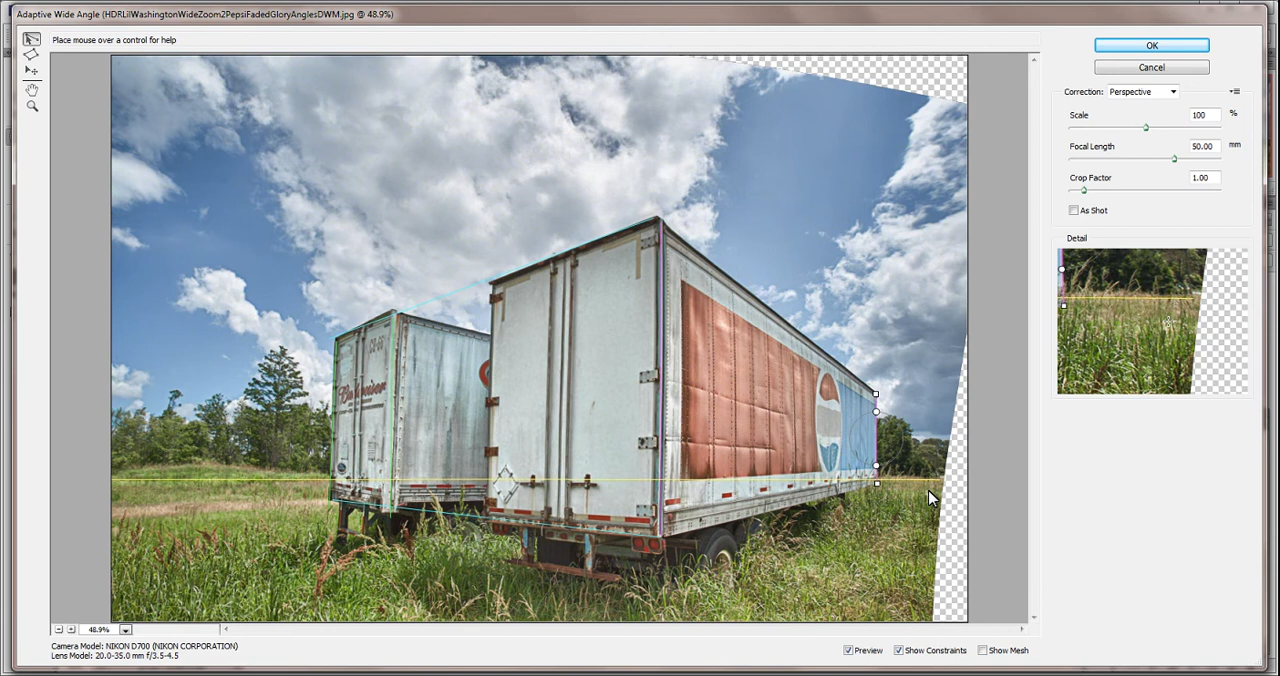 Adaptive Wide Angle (HDRLilWashingtonWideZoom2PepsiFadedGloryAnglesDWM.jpg @ 48.9%)
Place mouse over a control for help
OK
Cancel
Correction: Perspective
Scale 100 %
Focal Length 50.00 mm
Crop Factor 1.00
As Shot
Detail
Budweiser
48.9%
Camera Model: NIKON D700 (NIKON CORPORATION)
Lens Model: 20.0-35.0 mm f/3.5-4.5
Preview Show Constraints Show Mesh